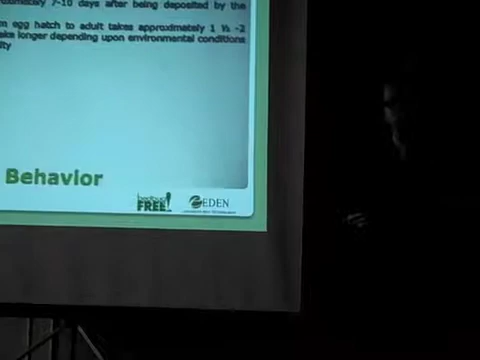 7-10 days after being deposited by the
egg hatch to adult takes approximately 1 ½ -2
longer depending upon environmental conditions
Behavior
bedbug
FREE!
EDEN